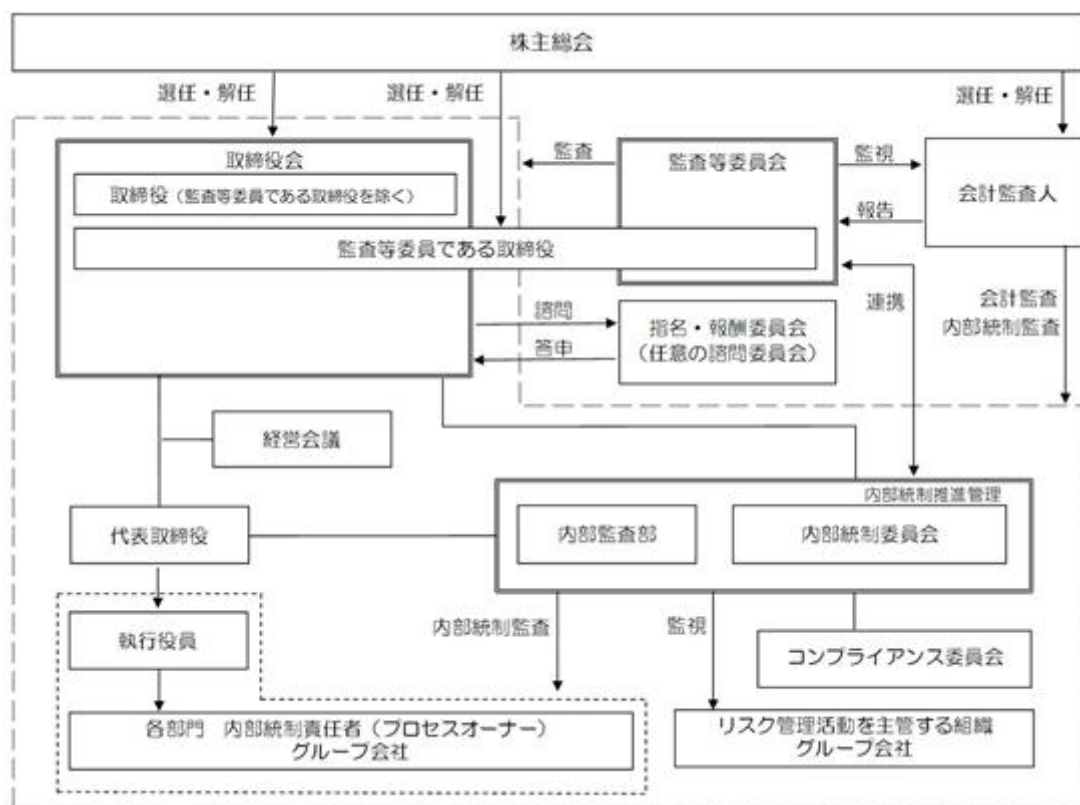 株主総会
選任・解任
選任・解任
選任・解任
取締役会
取締役（監査等委員である取締役を除く）
監査等委員である取締役
監査
監査等委員会
監視
報告
会計監査人
諮問
答申
指名・報酬委員会
（任意の諮問委員会）
連携
会計監査
内部統制監査
経営会議
代表取締役
内部統制推進管理
内部監査部
内部統制委員会
執行役員
内部統制監査
監視
コンプライアンス委員会
各部門　内部統制責任者（プロセスオーナー）
グループ会社
リスク管理活動を主管する組織
グループ会社